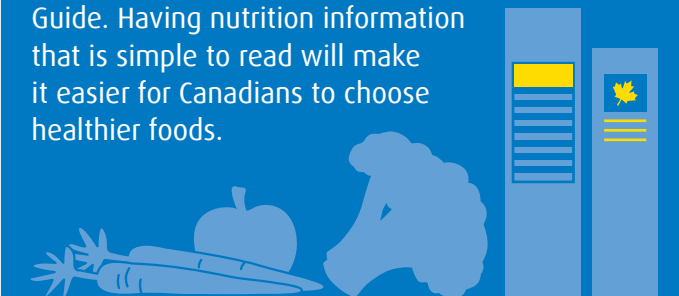 Guide. Having nutrition information
that is simple to read will make
it easier for Canadians to choose
healthier foods.